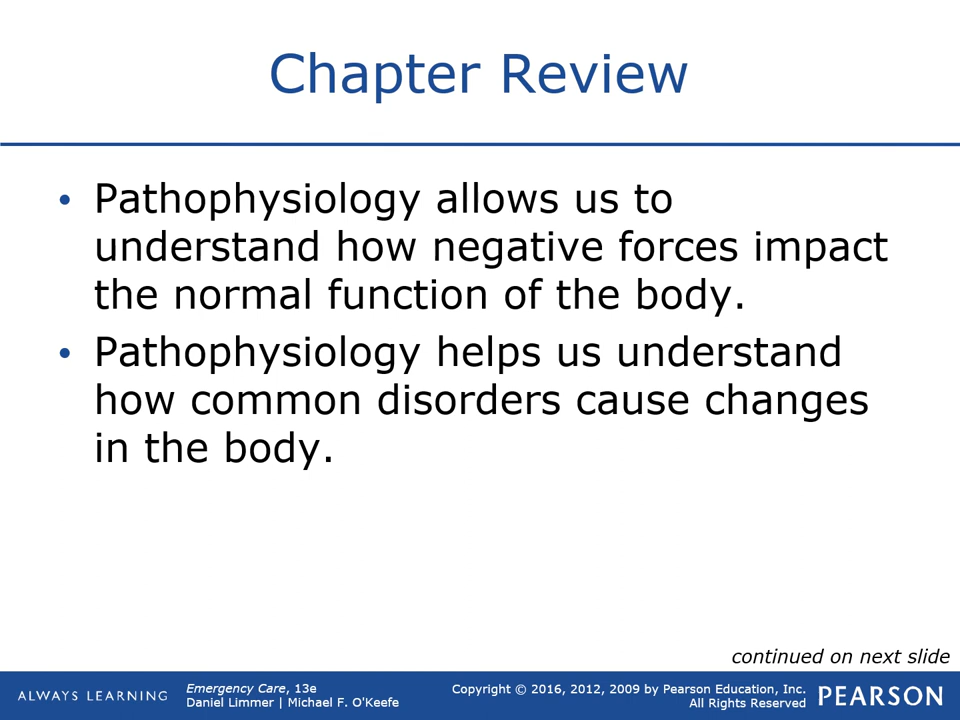 Chapter Review
• Pathophysiology allows us to
understand how negative forces impact
the normal function of the body.
• Pathophysiology helps us understand
how common disorders cause changes
in the body.
continued on next slide
ALWAYS LEARNING
Emergency Care, 13e
Daniel Limmer | Michael F. O'Keefe
Copyright © 2016, 2012, 2009 by Pearson Education, Inc.
All Rights Reserved
PEARSON